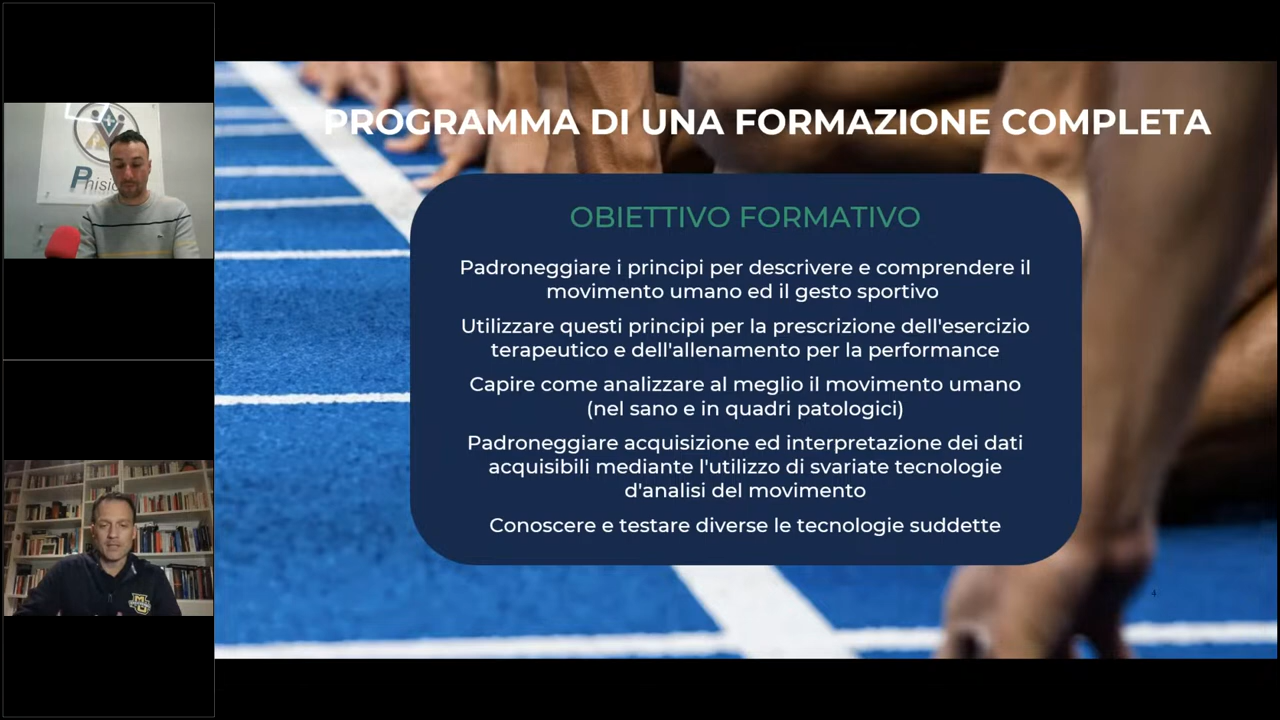 PROGRAMMA DI UNA FORMAZIONE COMPLETA
OBIETTIVO FORMATIVO
Padroneggiare i principi per descrivere e comprendere il
movimento umano ed il gesto sportivo
Utilizzare questi principi per la prescrizione dell'esercizio
terapeutico e dell'allenamento per la performance
Capire come analizzare al meglio il movimento umano
(nel sano e in quadri patologici)
Padroneggiare acquisizione ed interpretazione dei dati
acquisibili mediante l'utilizzo di svariate tecnologie
d'analisi del movimento
Conoscere e testare diverse le tecnologie suddette
4